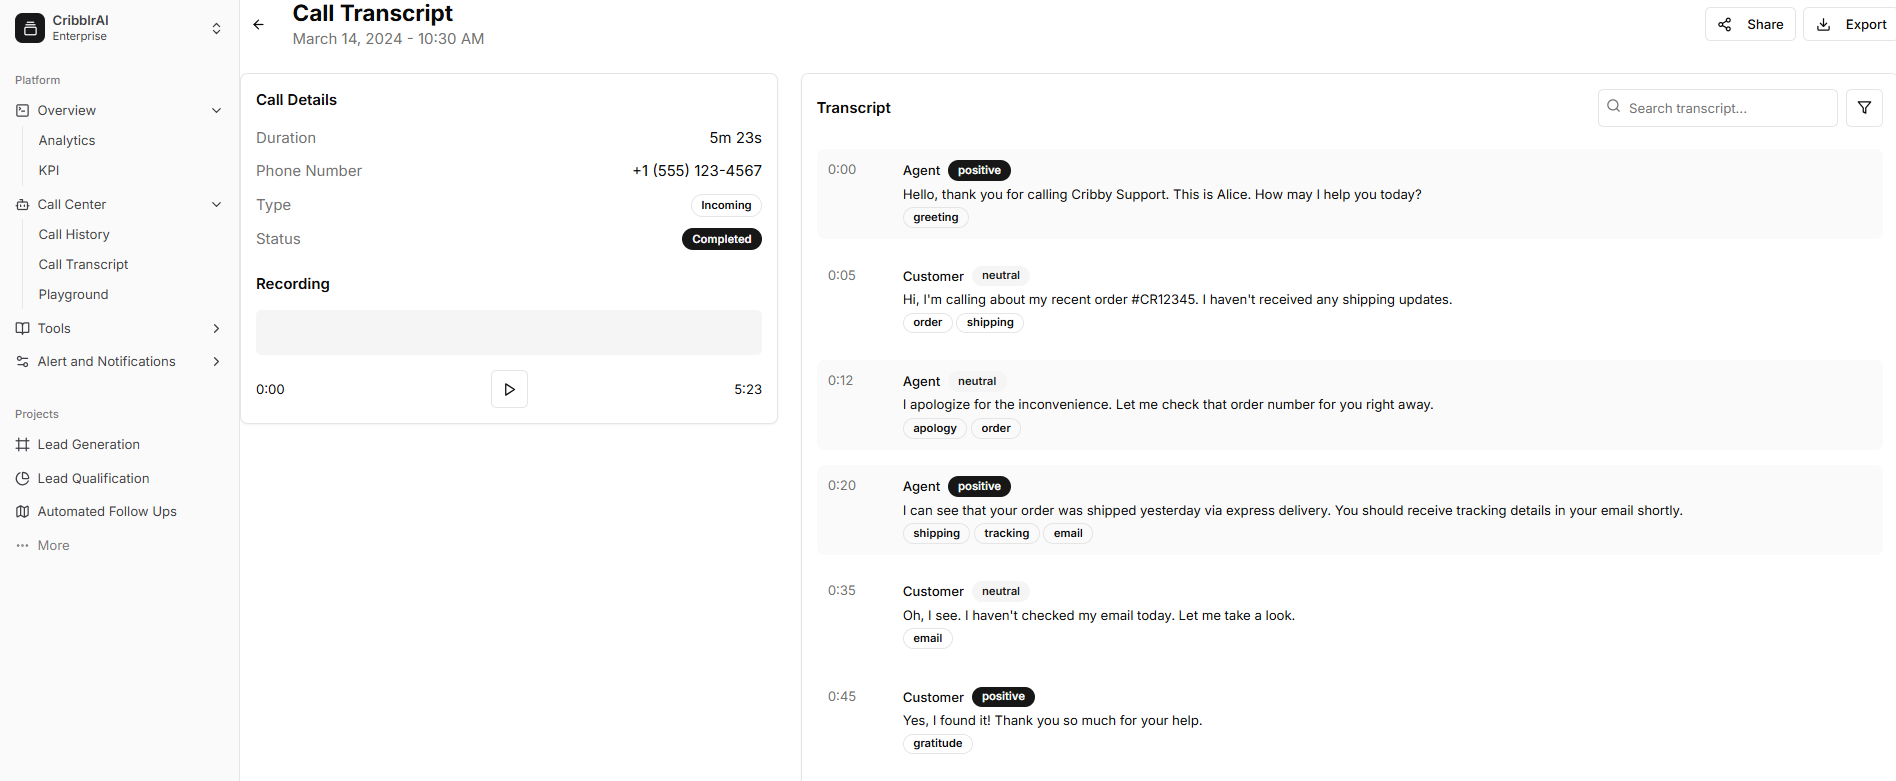 CribblrAI
Enterprise
Platform
Overview
Analytics
KPI
Call Center
Call History
Call Transcript
Playground
Tools
Alert and Notifications
Projects
Lead Generation
Lead Qualification
Automated Follow Ups
More
Call Transcript
March 14, 2024 - 10:30 AM
Share
Export
Call Details
Duration 5m 23s
Phone Number +1 (555) 123-4567
Type Incoming
Status Completed
Recording
0:00 5:23
Transcript
Search transcript...
0:00 Agent positive
Hello, thank you for calling Cribby Support. This is Alice. How may I help you today?
greeting
0:05 Customer neutral
Hi, I'm calling about my recent order #CR12345. I haven't received any shipping updates.
order shipping
0:12 Agent neutral
I apologize for the inconvenience. Let me check that order number for you right away.
apology order
0:20 Agent positive
I can see that your order was shipped yesterday via express delivery. You should receive tracking details in your email shortly.
shipping tracking email
0:35 Customer neutral
Oh, I see. I haven't checked my email today. Let me take a look.
email
0:45 Customer positive
Yes, I found it! Thank you so much for your help.
gratitude